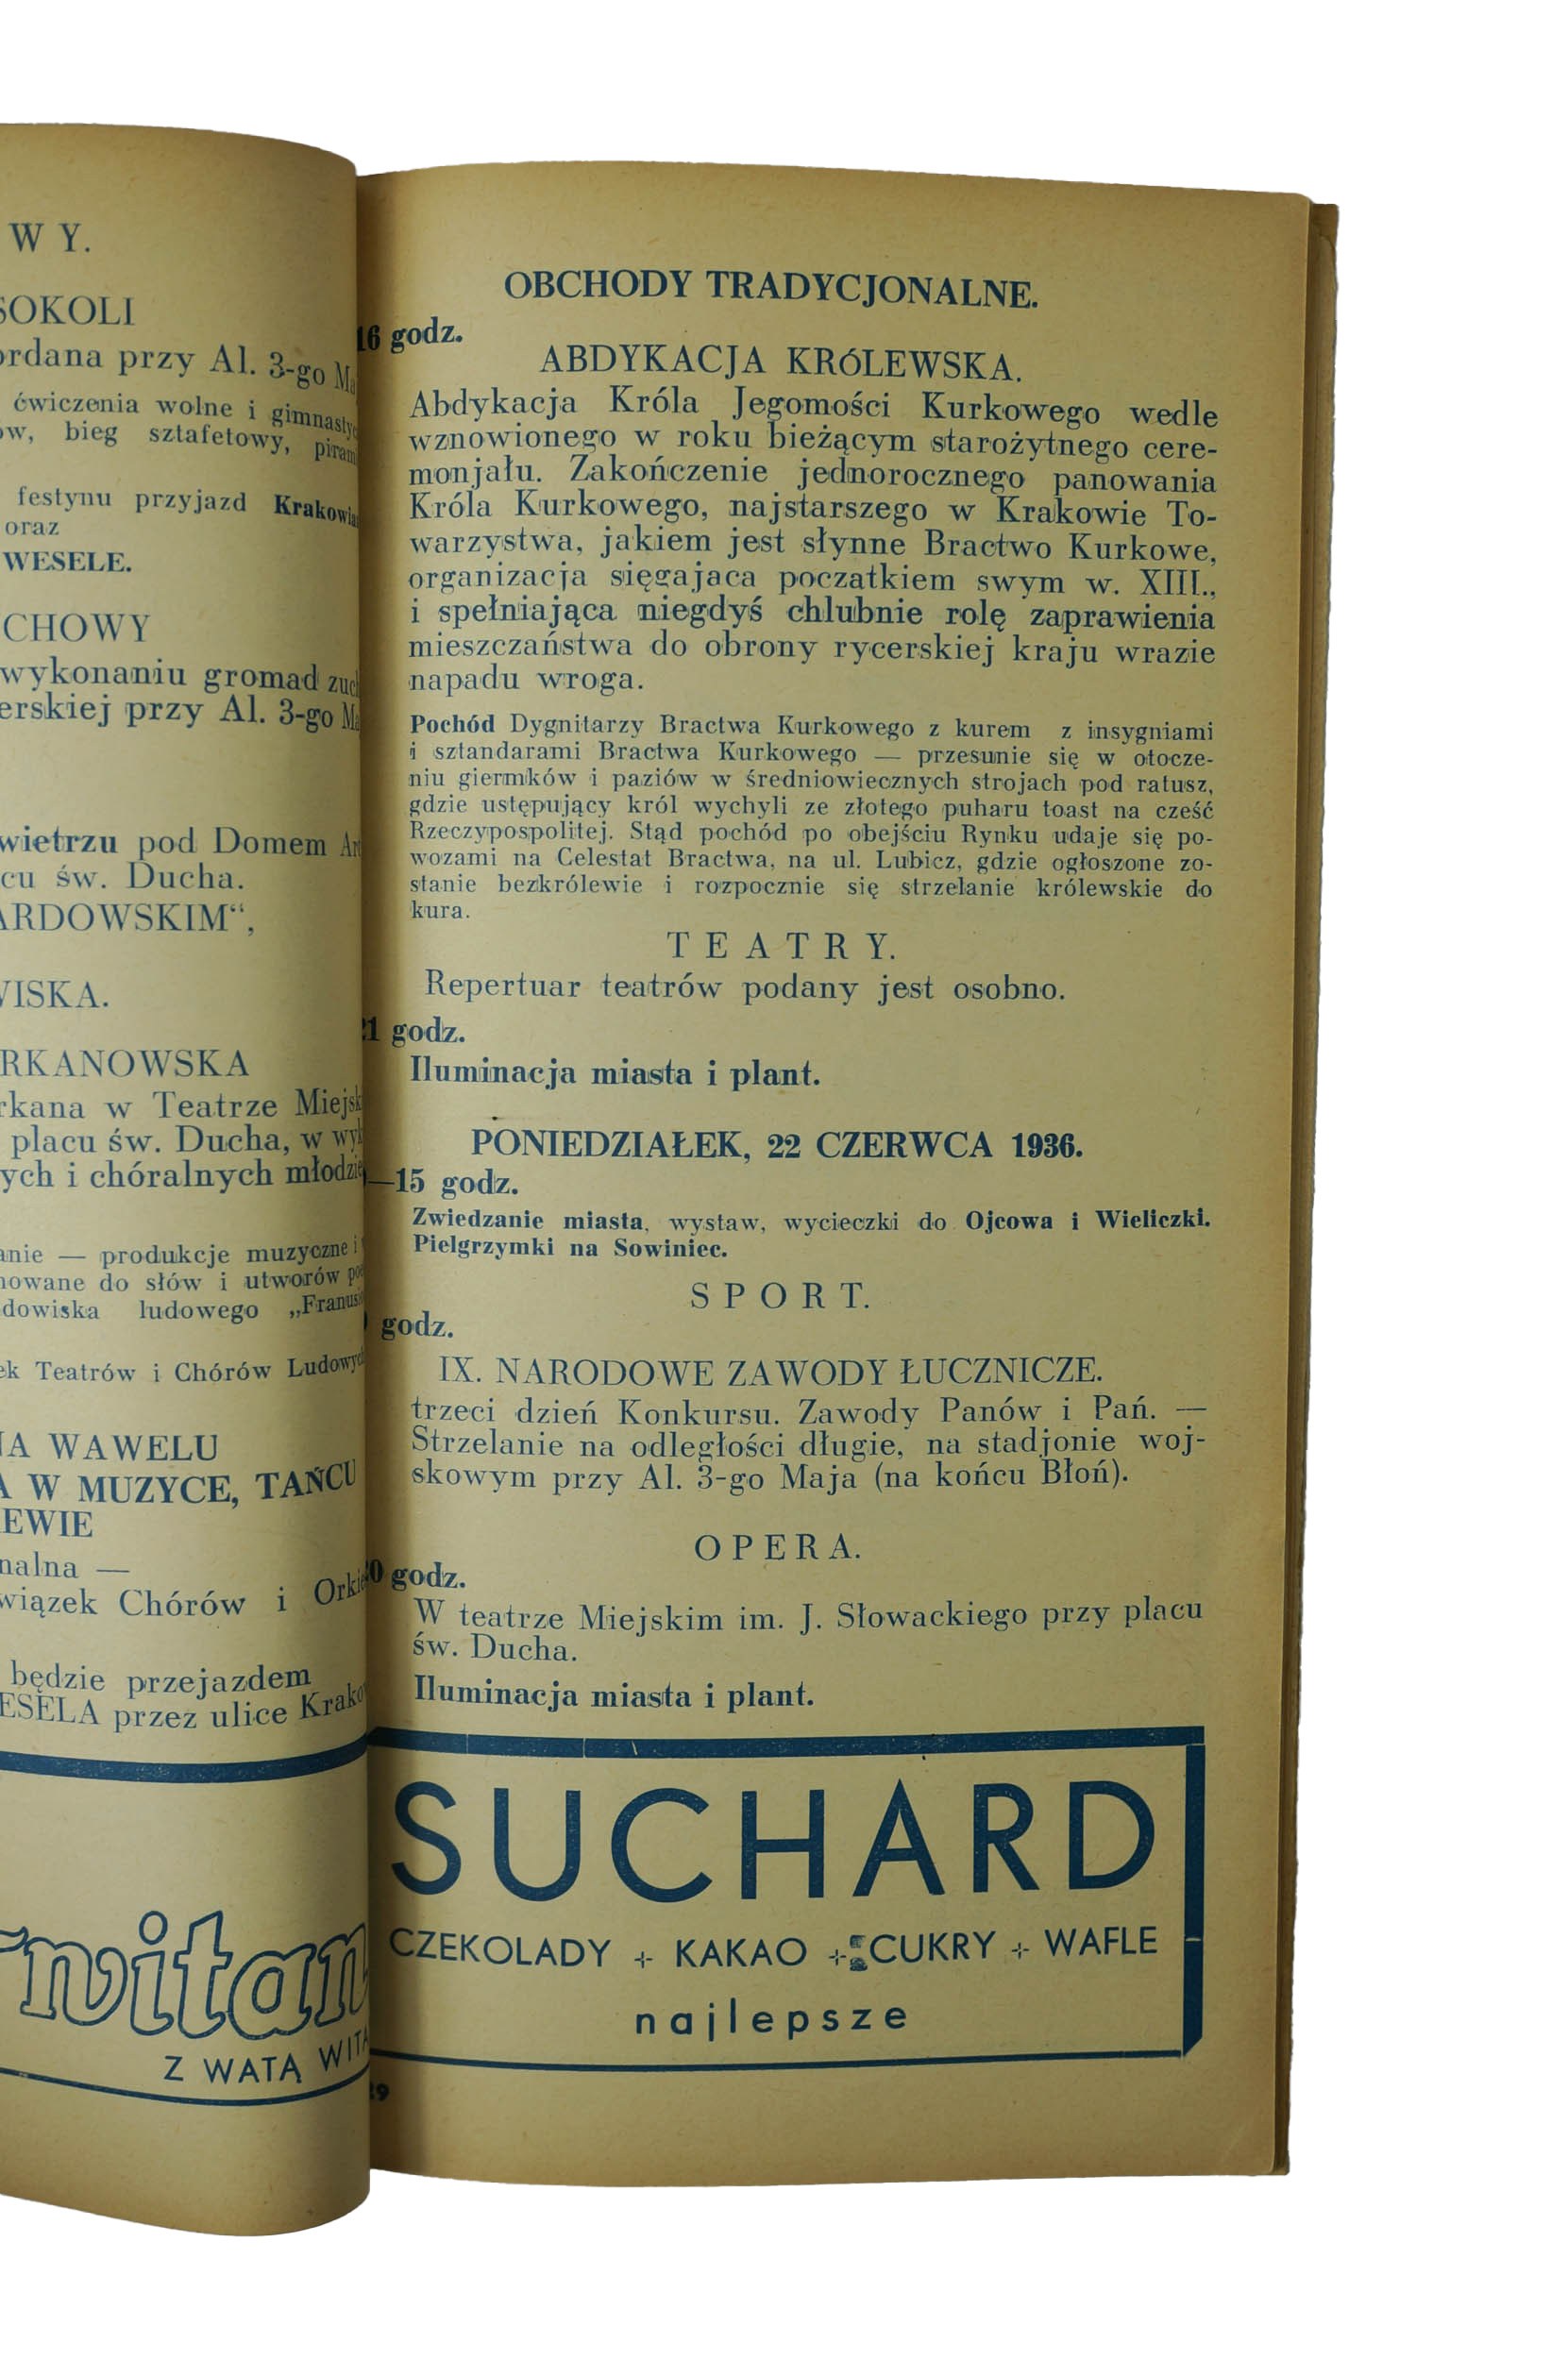 W Y.
SOKOLI
przy Al. 3-go
ćwiczenia wolne i
bieg sztafetowy,
festynu przyjazd
oraz
WESELE.
wykonaniu gromad
przy Al. 3-go
pod Domem
św. Ducha.
w Teatrze
placu św. Ducha, w
i chóralnych
— produkcje muzyczne i
do słów i utworów
ludowego
Teatrów i Chórów
WAWELU
W MUZYCE, TAŃCU
—
Chórów i
będzie przejazdem
przez ulice
Z WATĄ
OBCHODY TRADYCJONALNE.
16 godz.
ABDYKACJA KRÓLEWSKA.
Abdykacja Króla Jegomości Kurkowego wedle
wznowionego w roku bieżącym starożytnego cere-
monjału. Zakończenie jednorocznego panowania
Króla Kurkowego, najstarszego w Krakowie To-
warzystwa, jakiem jest słynne Bractwo Kurkowe,
organizacja sięgajaca poczatkiem swym w. XIII.,
i spełniająca niegdyś chlubnie rolę zaprawienia
mieszczaństwa do obrony rycerskiej kraju wrazie
napadu wroga.
Pochód Dygnitarzy Bractwa Kurkowego z kurem z insygniami
i sztandarami Bractwa Kurkowego — przesunie się w otocze-
niu giermków i paziów w średniowiecznych strojach pod ratusz,
gdzie ustępujący król wychyli ze złotego puharu toast na cześć
Rzeczypospolitej. Stąd pochód po obejściu Rynku udaje się po-
wozami na Celestat Bractwa, na ul. Lubicz, gdzie ogłoszone zo-
stanie bezkrólewie i rozpocznie się strzelanie królewskie do
kura.
T E A T R Y.
Repertuar teatrów podany jest osobno.
21 godz.
Iluminacja miasta i plant.
PONIEDZIAŁEK, 22 CZERWCA 1936.
—15 godz.
Zwiedzanie miasta, wystaw, wycieczki do Ojcowa i Wieliczki.
Pielgrzymki na Sowiniec.
S P O R T.
godz.
IX. NARODOWE ZAWODY ŁUCZNICZE.
trzeci dzień Konkursu. Zawody Panów i Pań. —
Strzelanie na odległości długie, na stadjonie woj-
skowym przy Al. 3-go Maja (na końcu Błoń).
O P E R A.
20 godz.
W teatrze Miejskim im. J. Słowackiego przy placu
św. Ducha.
Iluminacja miasta i plant.
SUCHARD
CZEKOLADY + KAKAO + CUKRY + WAFLE
najlepsze